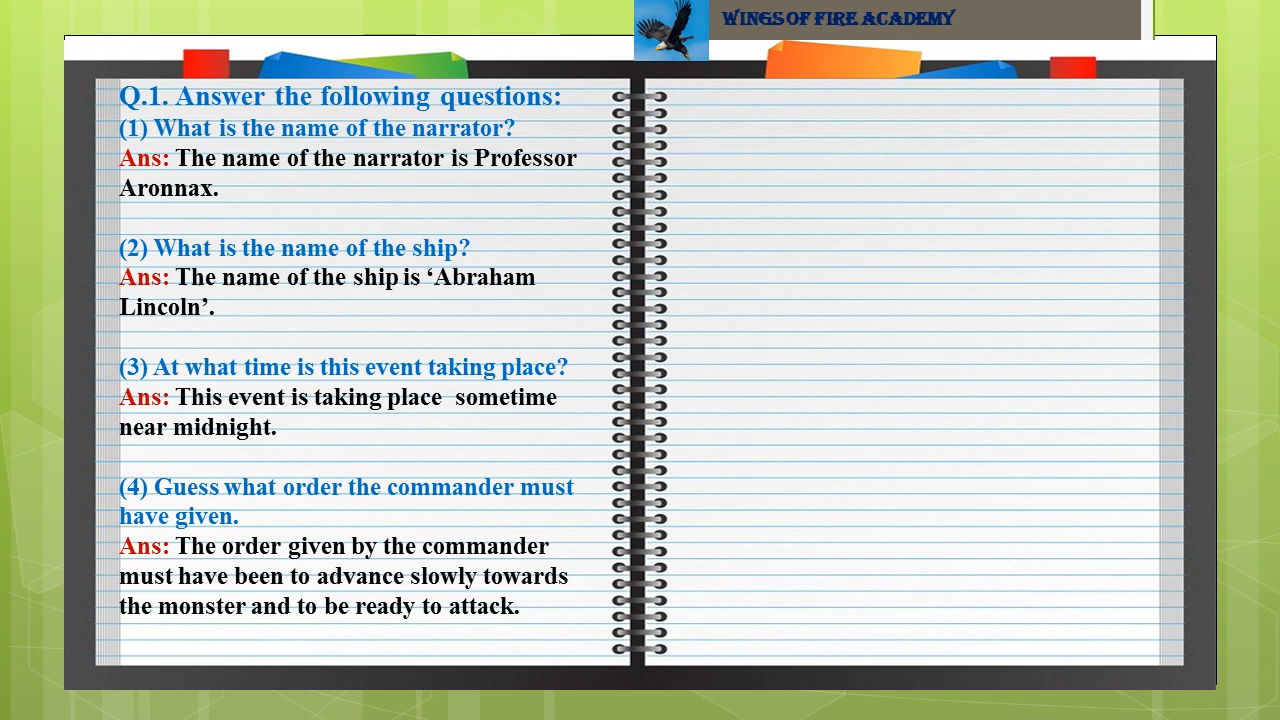 WINGS OF FIRE ACADEMY
Q.1. Answer the following questions:
(1) What is the name of the narrator?
Ans: The name of the narrator is Professor
Aronnax.
(2) What is the name of the ship?
Ans: The name of the ship is ‘Abraham
Lincoln’.
(3) At what time is this event taking place?
Ans: This event is taking place  sometime
near midnight.
(4) Guess what order the commander must
have given.
Ans: The order given by the commander
must have been to advance slowly towards
the monster and to be ready to attack.